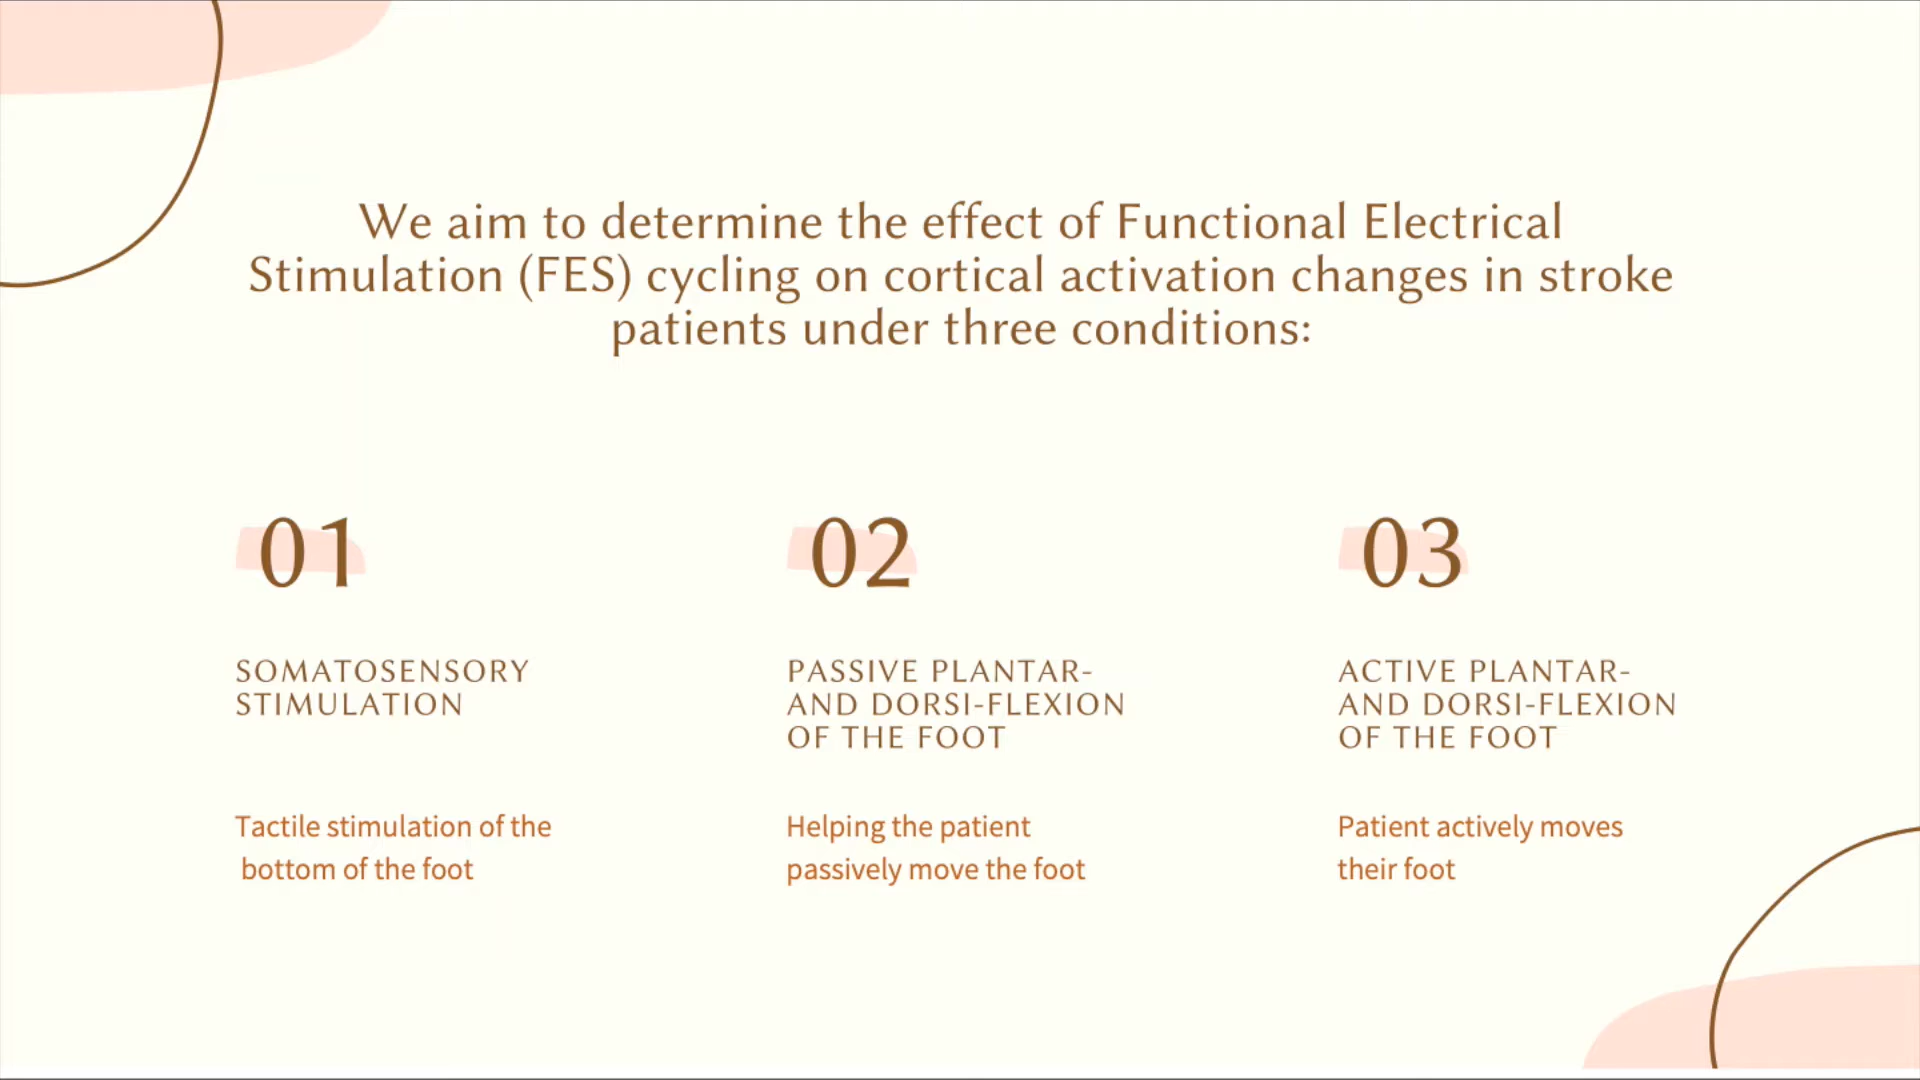 We aim to determine the effect of Functional Electrical
Stimulation (FES) cycling on cortical activation changes in stroke
patients under three conditions:
01
SOMATOSENSORY
STIMULATION
Tactile stimulation of the
bottom of the foot
02
PASSIVE PLANTAR-
AND DORSI-FLEXION
OF THE FOOT
Helping the patient
passively move the foot
03
ACTIVE PLANTAR-
AND DORSI-FLEXION
OF THE FOOT
Patient actively moves
their foot